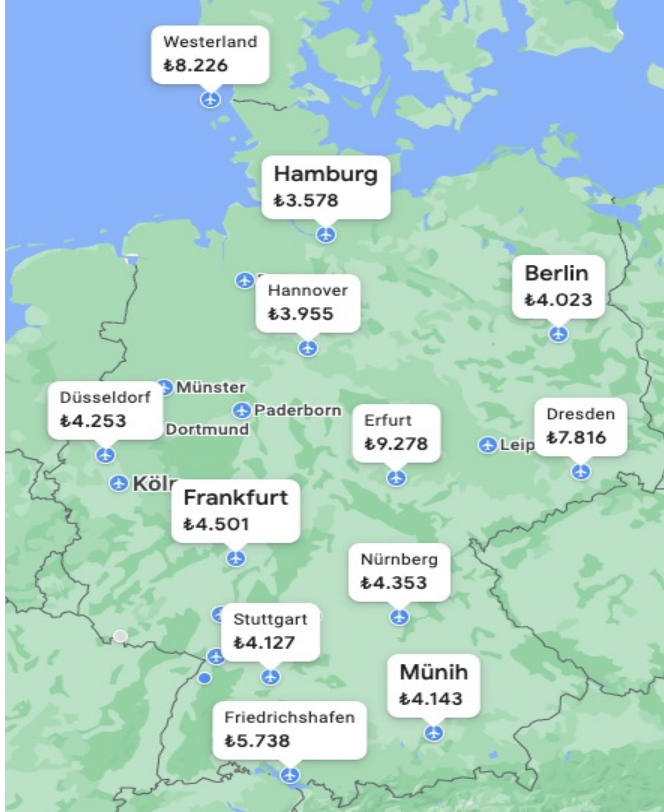 Westerland
₺8.226
Hamburg
₺3.578
Hannover
₺3.955
Berlin
₺4.023
Münster
Düsseldorf
₺4.253
Paderborn
Dortmund
Erfurt
₺9.278
Dresden
₺7.816
Frankfurt
₺4.501
Nürnberg
₺4.353
Stuttgart
₺4.127
Münih
₺4.143
Friedrichshafen
₺5.738